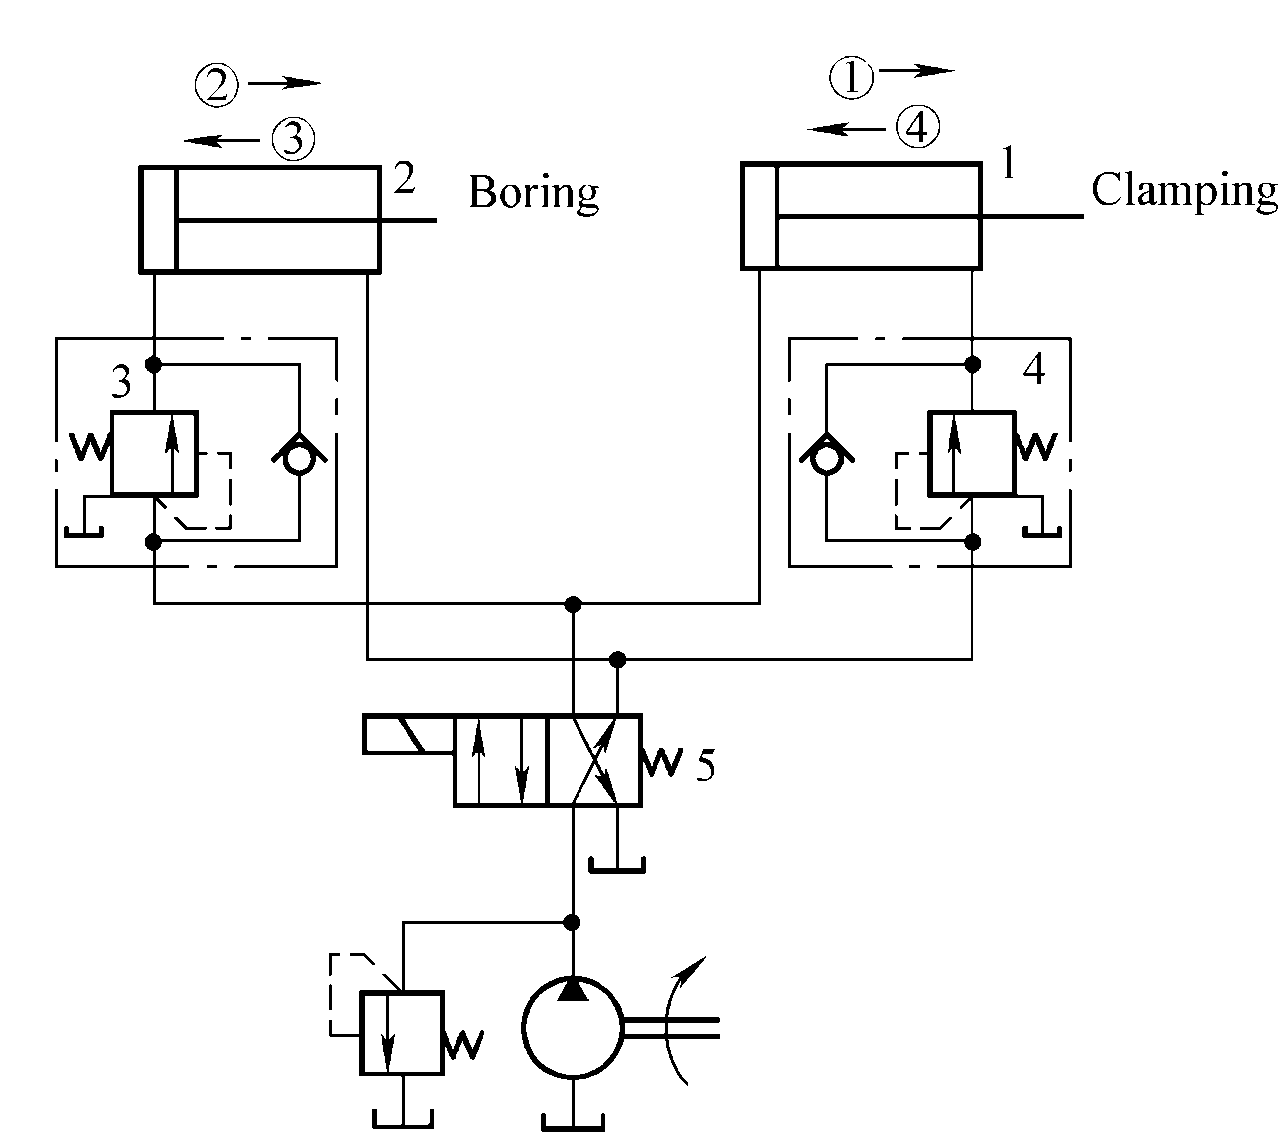 ② ①
③ ④
2 Boring 1 Clamping
3 4
5